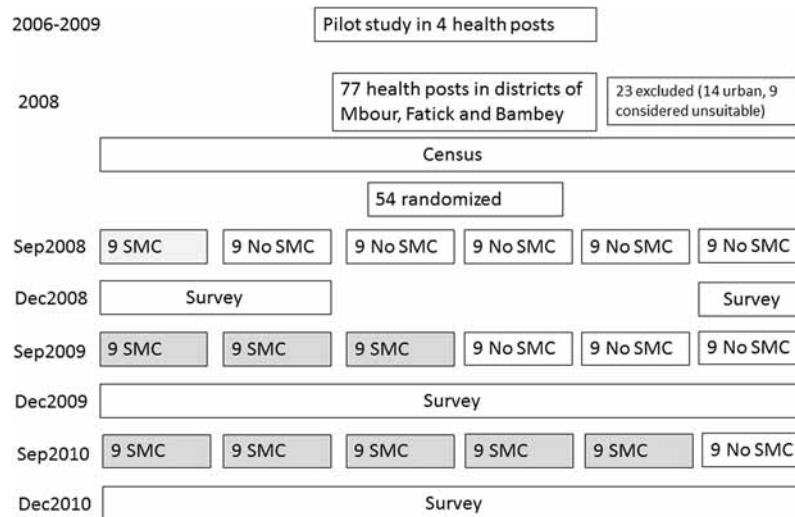 2006-2009
Pilot study in 4 health posts
2008
77 health posts in districts of
Mbour, Fatick and Bambey
23 excluded (14 urban, 9
considered unsuitable)
Census
54 randomized
Sep2008
9 SMC
9 No SMC
9 No SMC
9 No SMC
9 No SMC
9 No SMC
Dec2008
Survey
Survey
Sep2009
9 SMC
9 SMC
9 SMC
9 No SMC
9 No SMC
9 No SMC
Dec2009
Survey
Sep2010
9 SMC
9 SMC
9 SMC
9 SMC
9 SMC
9 No SMC
Dec2010
Survey